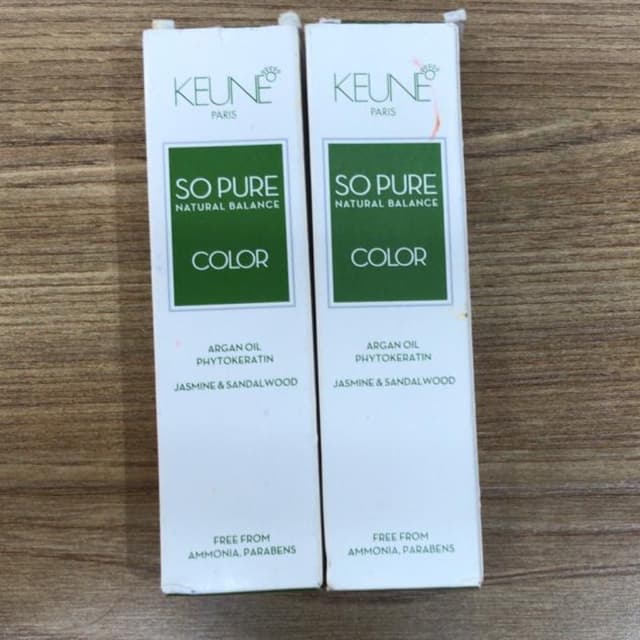 KEUNE
PARIS
SO PURE
NATURAL BALANCE
COLOR
ARGAN OIL
PHYTOKERATIN
JASMINE & SANDALWOOD
FREE FROM
AMMONIA, PARABENS
KEUNE
PARIS
SO PURE
NATURAL BALANCE
COLOR
ARGAN OIL
PHYTOKERATIN
JASMINE & SANDALWOOD
FREE FROM
AMMONIA, PARABENS